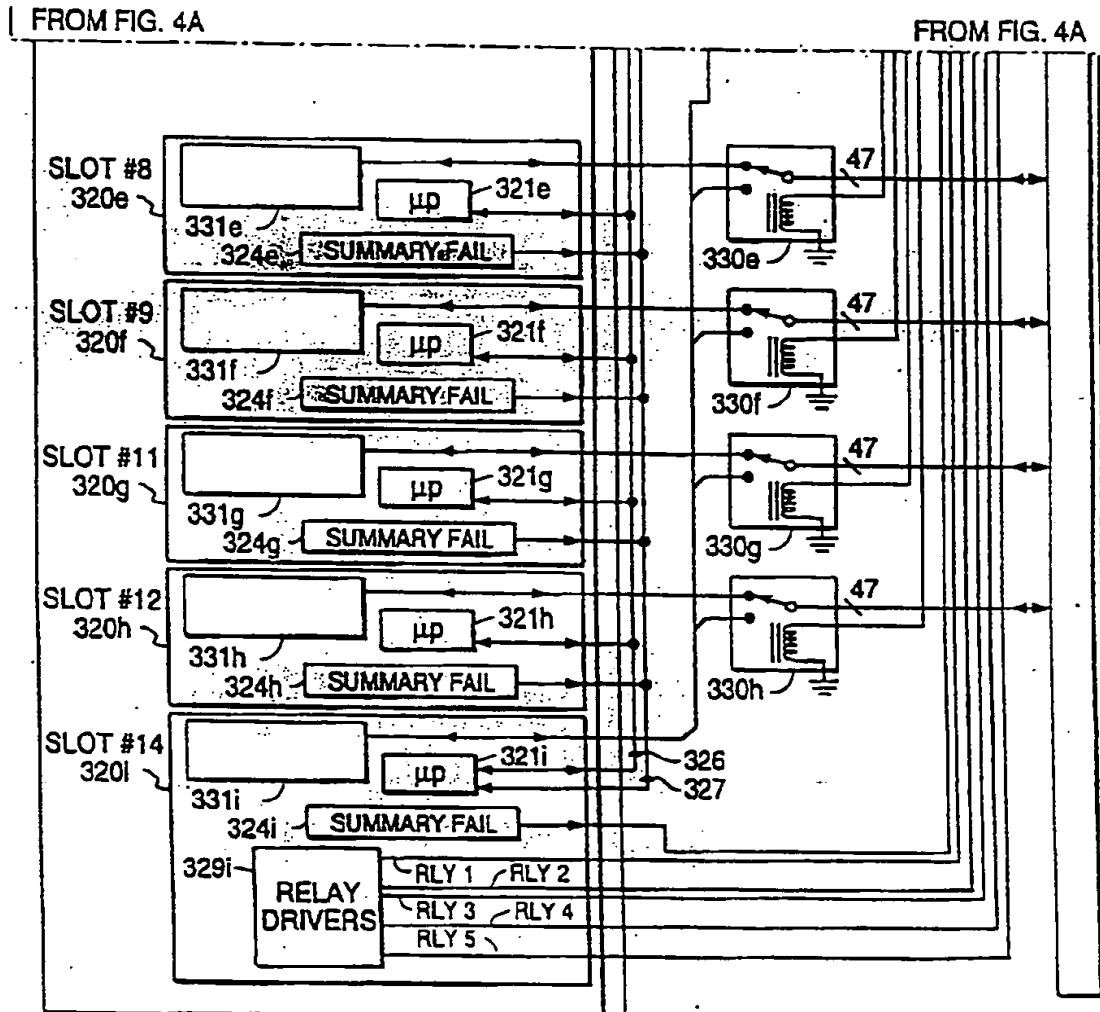 FROM FIG. 4A
FROM FIG. 4A
SLOT #8
320e
331e
μp
321e
324e
SUMMARY FAIL
47
330e
SLOT #9
320f
331f
μp
321f
324f
SUMMARY FAIL
47
330f
SLOT #11
320g
331g
μp
321g
324g
SUMMARY FAIL
47
330g
SLOT #12
320h
331h
μp
321h
324h
SUMMARY FAIL
47
330h
SLOT #14
320i
331i
μp
321i
326
327
324i
SUMMARY FAIL
329i
RELAY
DRIVERS
RLY 1
RLY 2
RLY 3
RLY 4
RLY 5